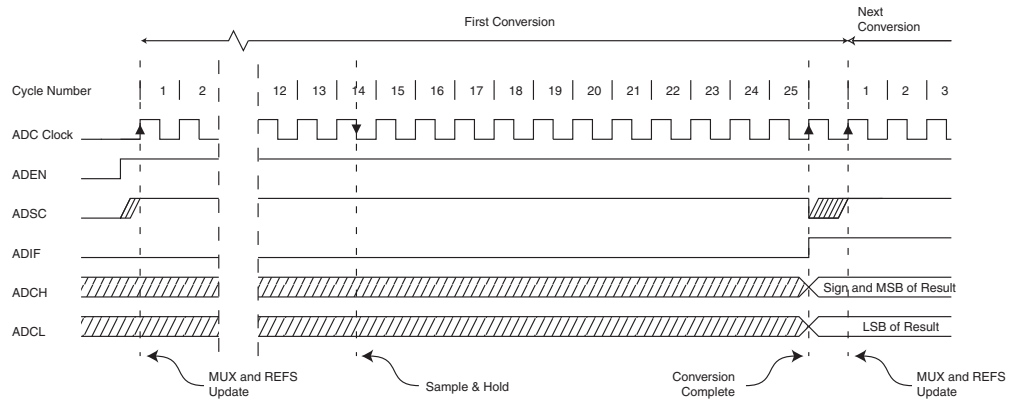 First Conversion
Next
Conversion
Cycle Number 1 2 12 13 14 15 16 17 18 19 20 21 22 23 24 25 1 2 3
ADC Clock
ADEN
ADSC
ADIF
ADCH Sign and MSB of Result
ADCL LSB of Result
MUX and REFS
Update
Sample & Hold
Conversion
Complete
MUX and REFS
Update